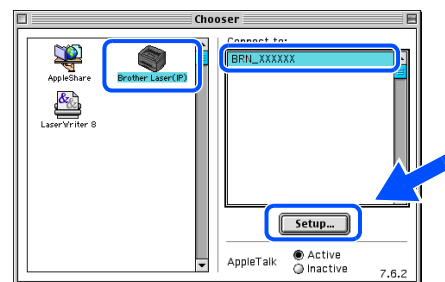 Chooser
Connect to:
AppleShare
Brother Laser(IP)
BRN_XXXXXX
LaserWriter 8
Setup...
AppleTalk
Active
Inactive
7.6.2